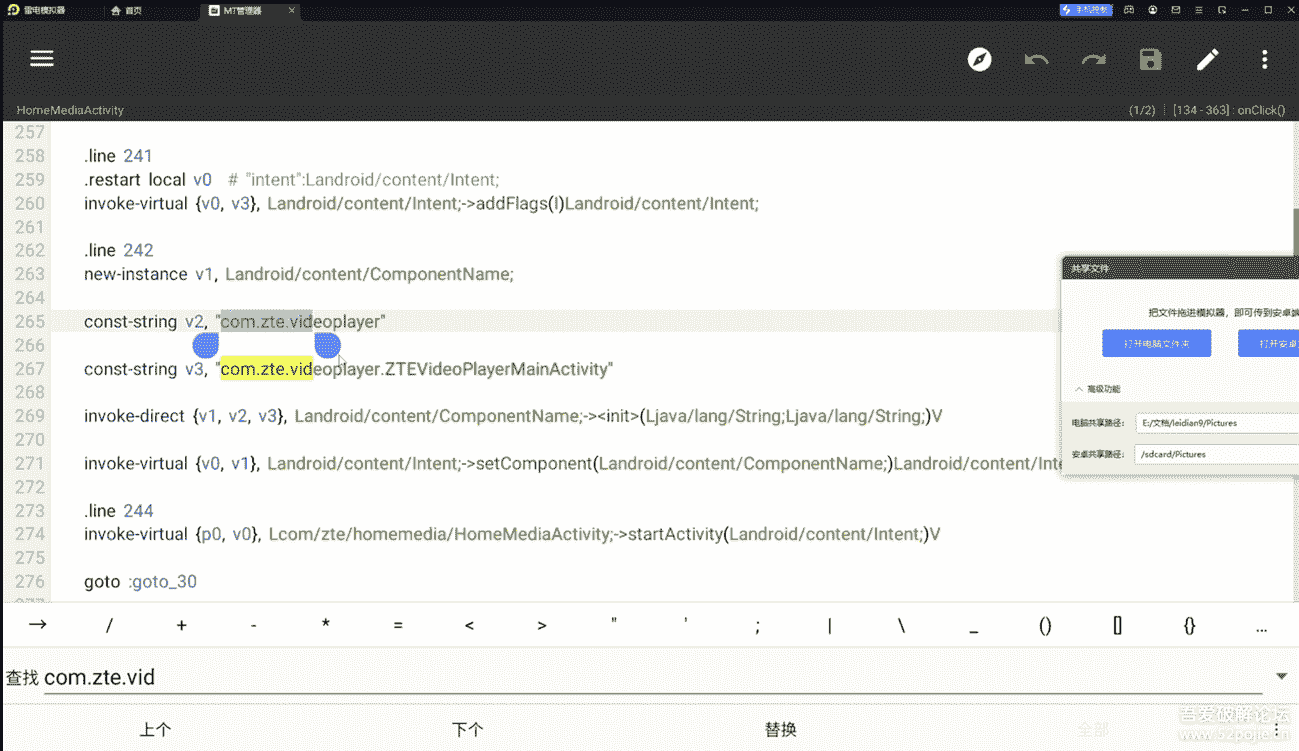 雷电模拟器 首页 MT管理器
手机控制
HomeMediaActivity (1/2) [134 - 363] : onClick()
257
258 .line 241
259 .restart local v0 # "intent":Landroid/content/Intent;
260 invoke-virtual {v0, v3}, Landroid/content/Intent;->addFlags(I)Landroid/content/Intent;
261
262 .line 242
263 new-instance v1, Landroid/content/ComponentName;
264
265 const-string v2, "com.zte.videoplayer"
266
267 const-string v3, "com.zte.videoplayer.ZTEVideoPlayerMainActivity"
268
269 invoke-direct {v1, v2, v3}, Landroid/content/ComponentName;-><init>(Ljava/lang/String;Ljava/lang/String;)V
270
271 invoke-virtual {v0, v1}, Landroid/content/Intent;->setComponent(Landroid/content/ComponentName;)Landroid/content/Inte
272
273 .line 244
274 invoke-virtual {p0, v0}, Lcom/zte/homemedia/HomeMediaActivity;->startActivity(Landroid/content/Intent;)V
275
276 goto :goto_30
共享文件
把文件拖进模拟器，即可传到安卓端
打开电脑文件夹 打开安卓
高级功能
电脑共享路径： E:/文档/leidian9/Pictures
安卓共享路径： /sdcard/Pictures
→ / + - * = < > " ' ; | \ _ () [] {} ...
查找 com.zte.vid
上个 下个 替换 全部
吾爱破解论坛
www.52pojie.cn